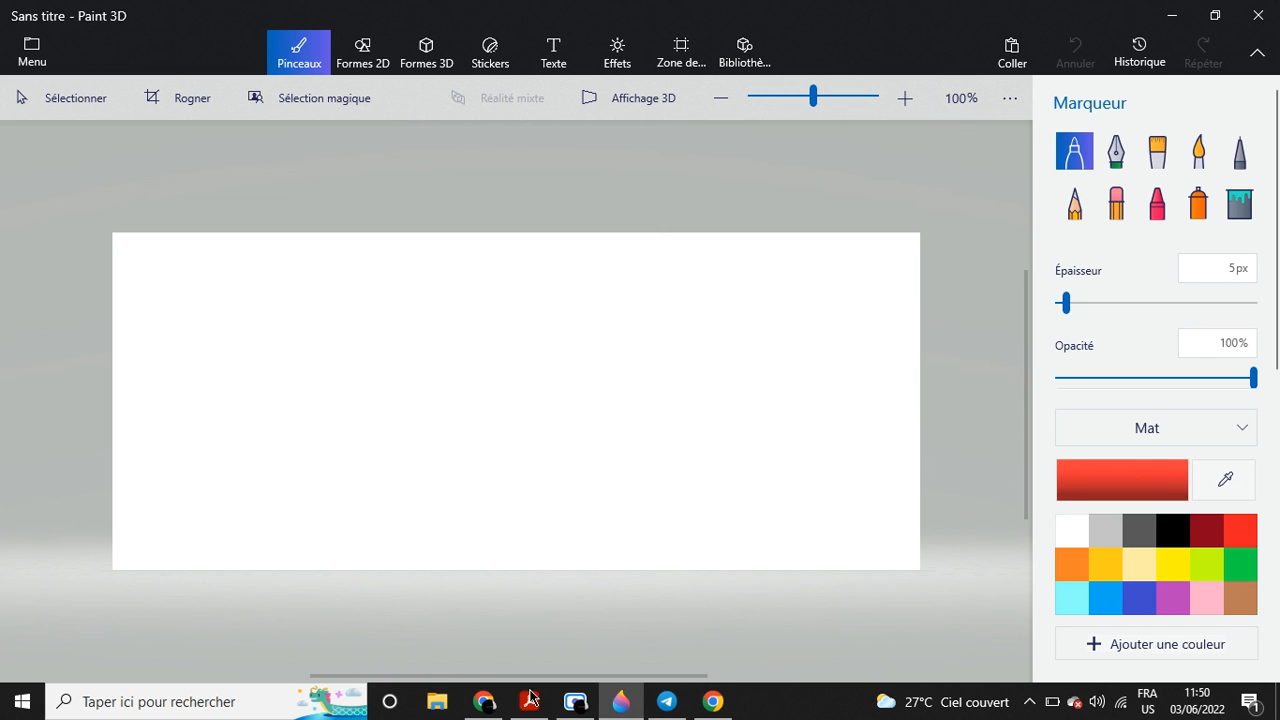 Sans titre - Paint 3D
Menu
Pinceaux
Formes 2D
Formes 3D
Stickers
Texte
Effets
Zone de...
Bibliothè...
Coller
Annuler
Historique
Répéter
Sélectionner
Rogner
Sélection magique
Réalité mixte
Affichage 3D
100%
Marqueur
Épaisseur
5px
Opacité
100%
Mat
Ajouter une couleur
Taper ici pour rechercher
27°C Ciel couvert
FRA
US
11:50
03/06/2022
1